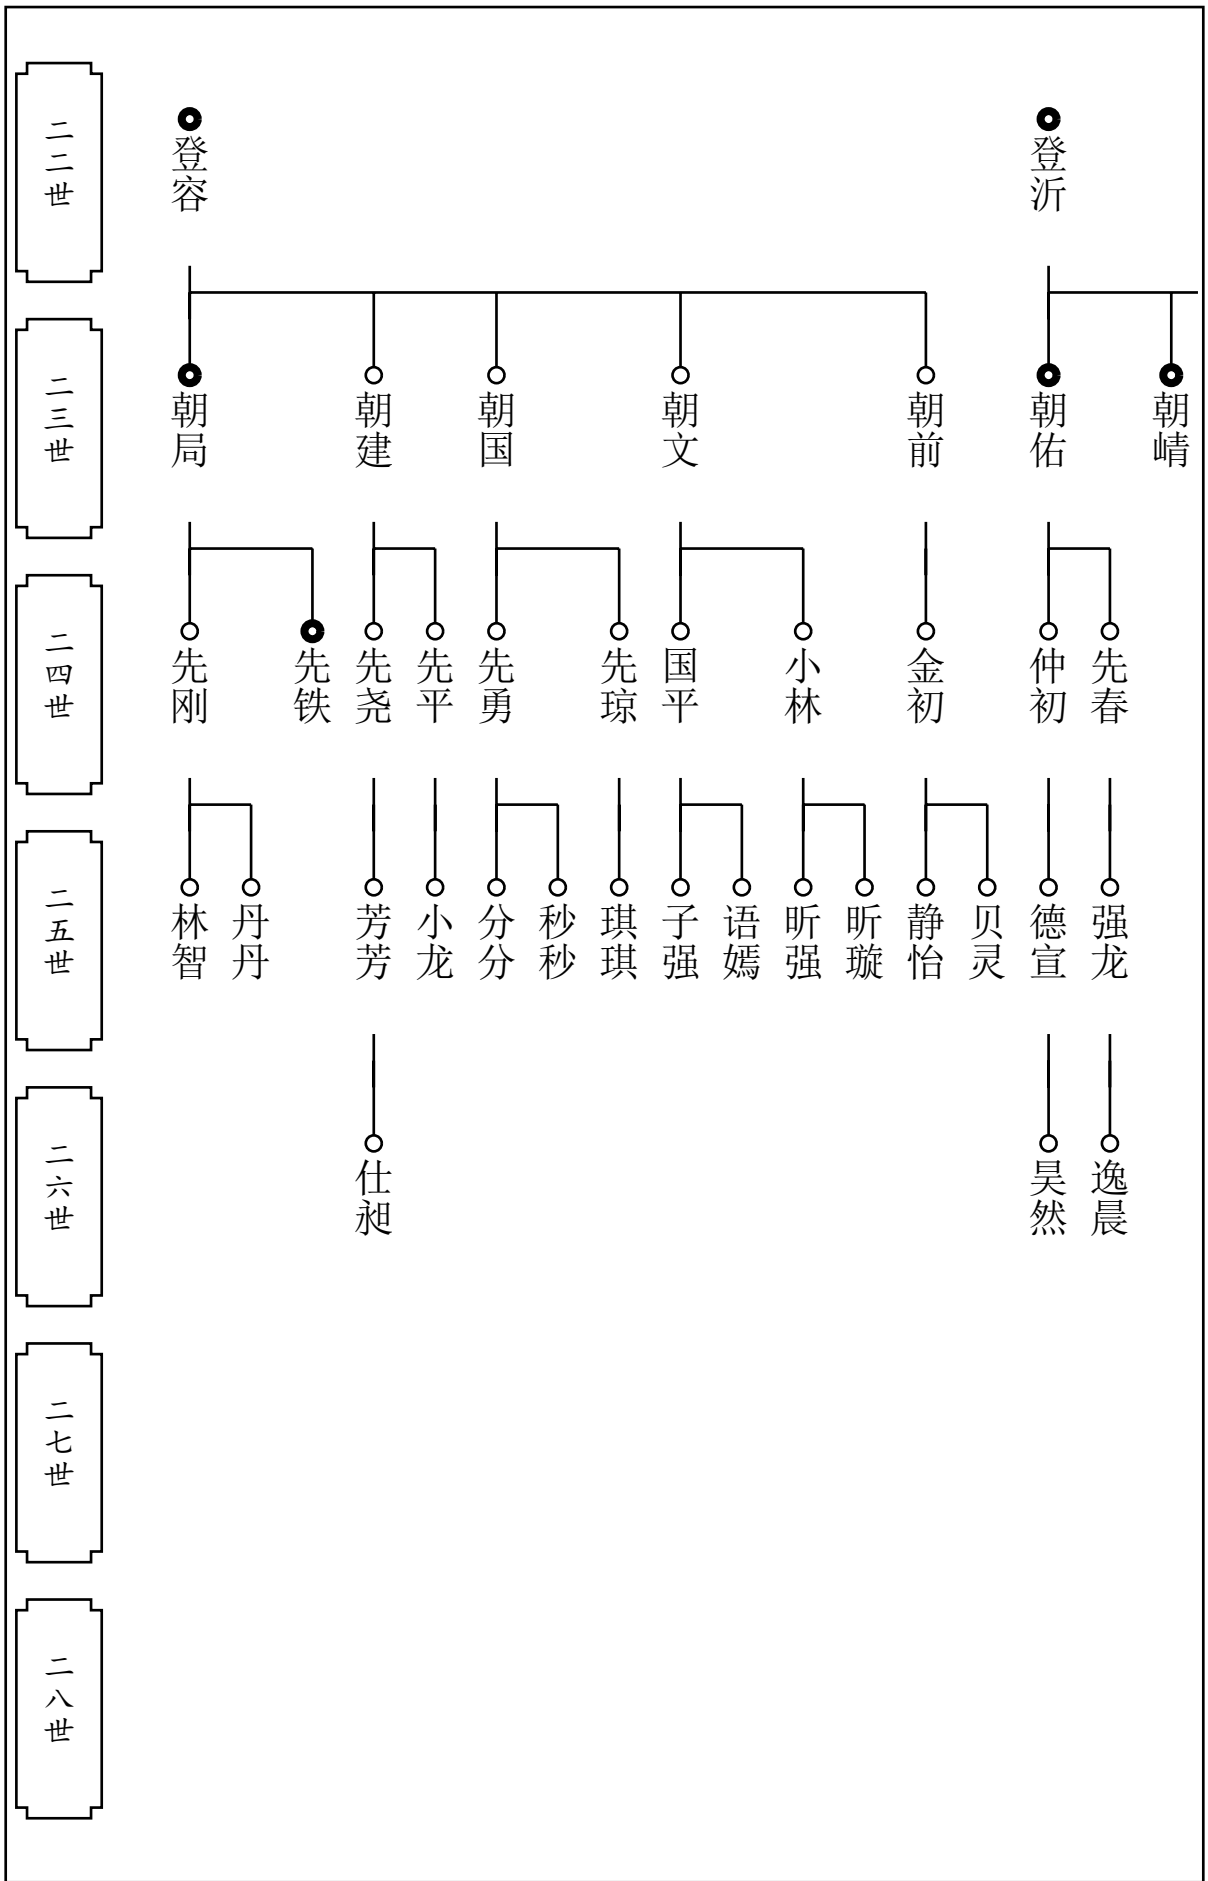 二二世
登容
登沂
二三世
朝局
朝建
朝国
朝文
朝前
朝佑
朝崝
二四世
先刚
先铁
先尧
先平
先勇
先琼
国平
小林
金初
仲初
先春
二五世
林智
丹丹
芳芳
小龙
分分
秒秒
琪琪
子强
语嫣
昕强
昕璇
静怡
贝灵
德宣
强龙
二六世
仕昶
昊然
逸晨
二七世
二八世